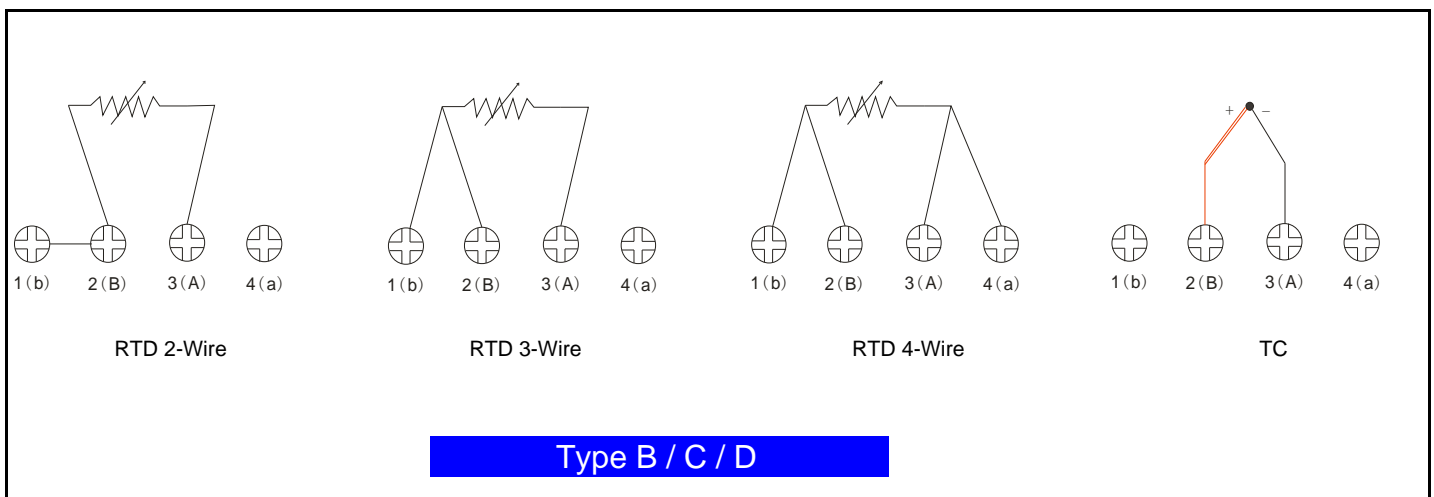 + −
1(b) 2(B) 3(A) 4(a) 1(b) 2(B) 3(A) 4(a) 1(b) 2(B) 3(A) 4(a) 1(b) 2(B) 3(A) 4(a)
RTD 2-Wire RTD 3-Wire RTD 4-Wire TC
Type B / C / D